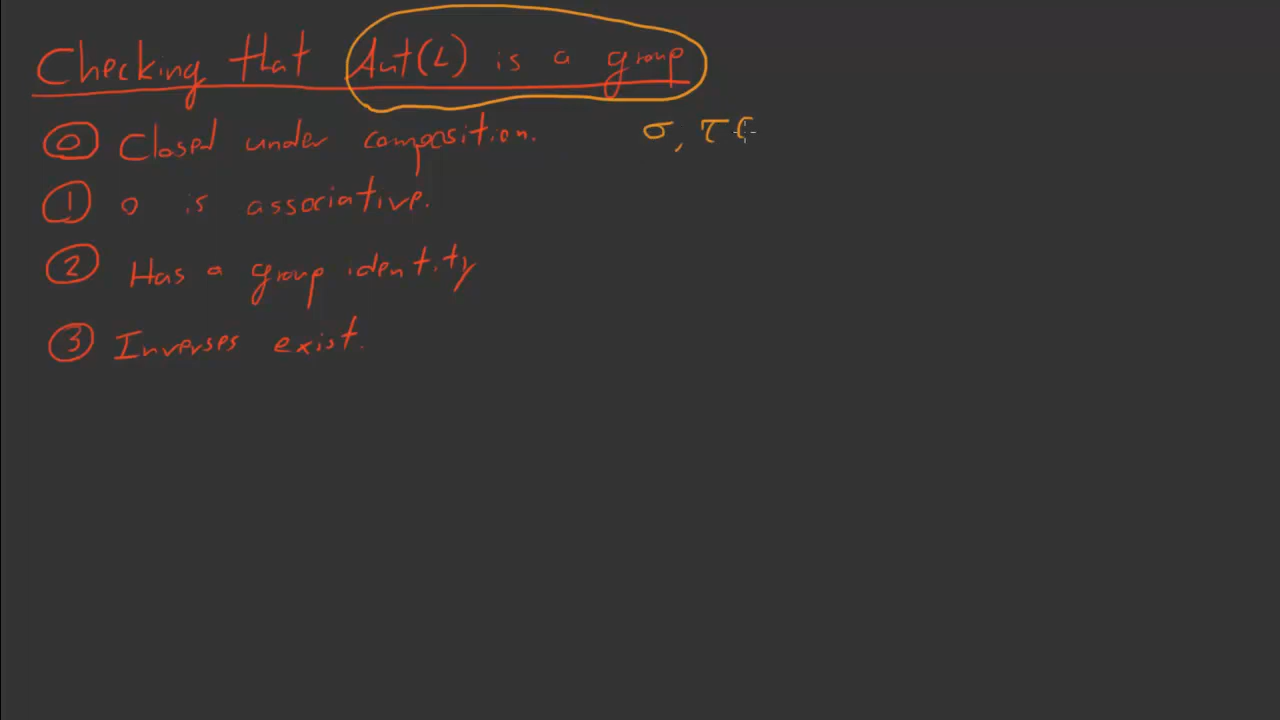 Checking that Aut(L) is a group
⓪ Closed under composition.
σ, τ
① ∘ is associative.
② Has a group identity
③ Inverses exist.